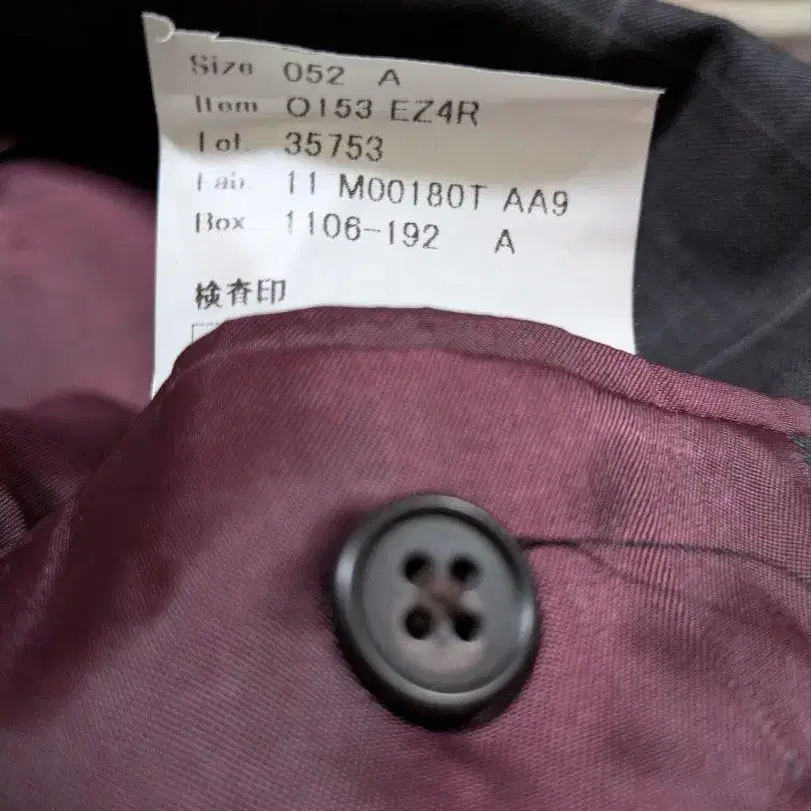 Size 052 A
Item O153 EZ4R
Lot. 35753
Fab. 11 M00180T AA9
Box 1106-192 A
検査印